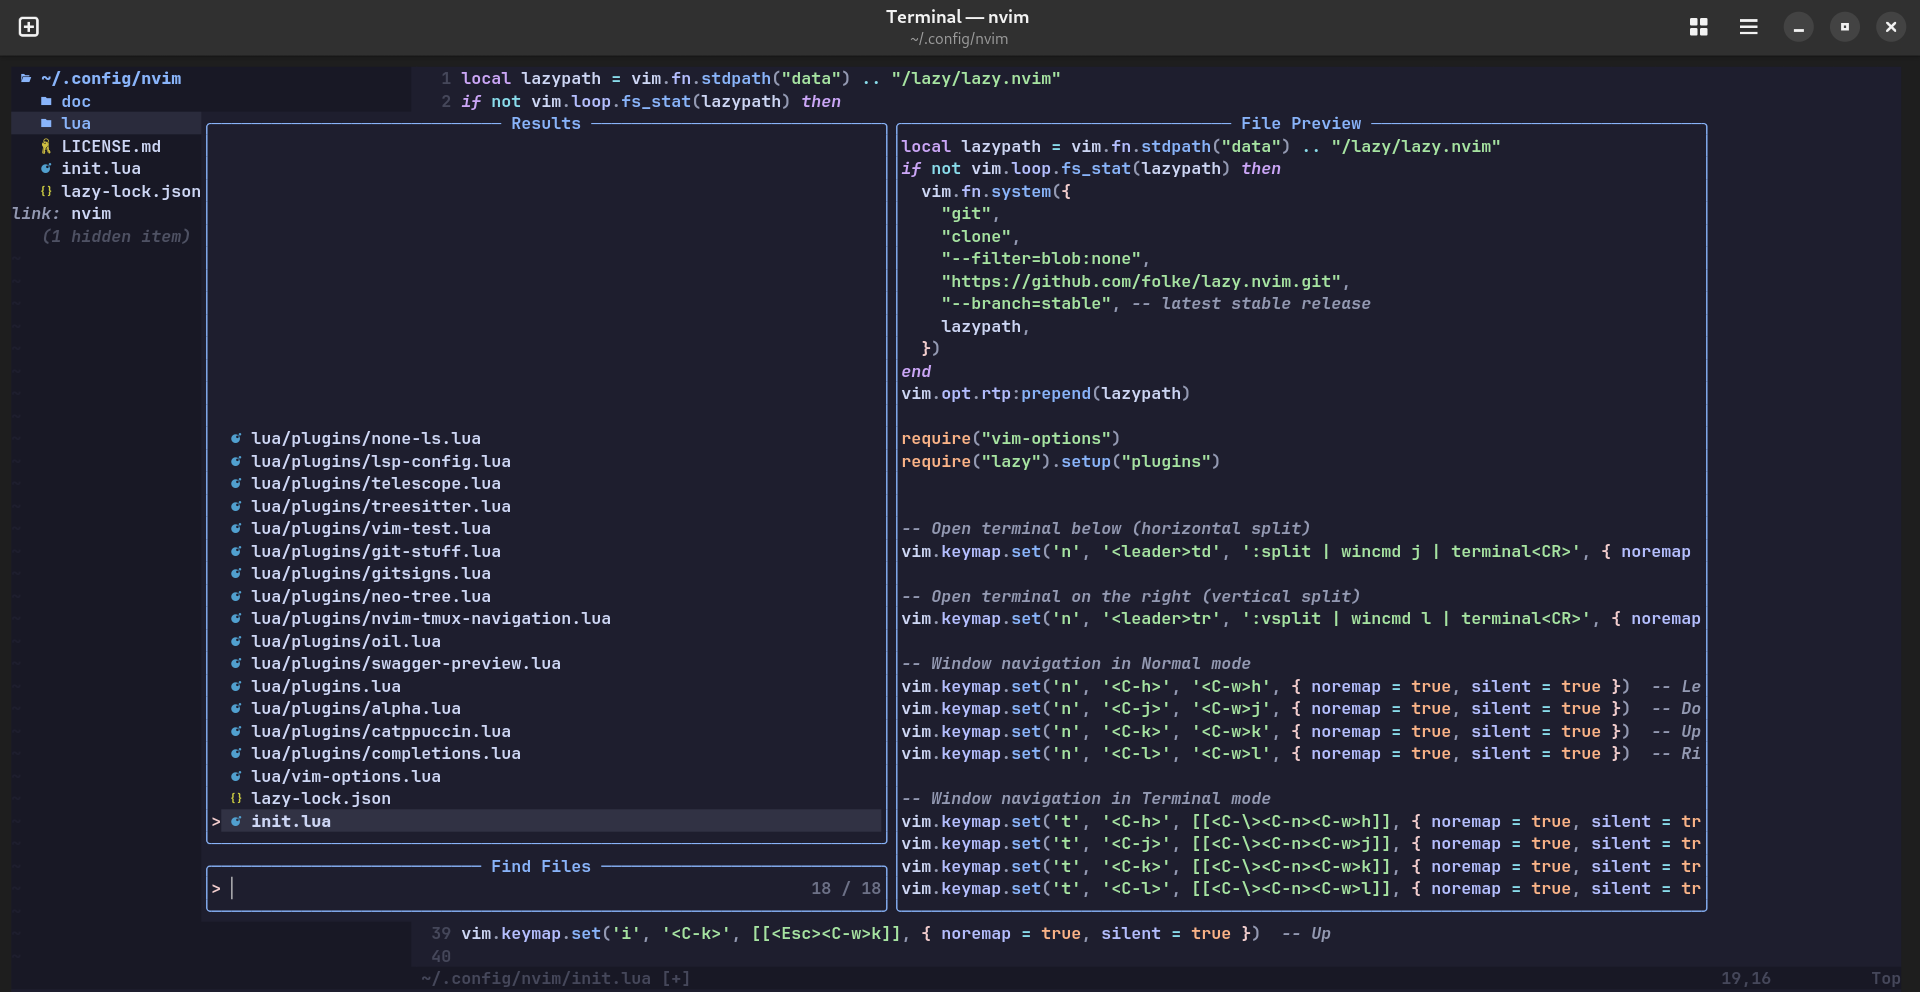 Terminal — nvim
~/.config/nvim
~/.config/nvim
doc
lua
LICENSE.md
init.lua
lazy-lock.json
link: nvim
(1 hidden item)
1 local lazypath = vim.fn.stdpath("data") .. "/lazy/lazy.nvim"
2 if not vim.loop.fs_stat(lazypath) then
Results
lua/plugins/none-ls.lua
lua/plugins/lsp-config.lua
lua/plugins/telescope.lua
lua/plugins/treesitter.lua
lua/plugins/vim-test.lua
lua/plugins/git-stuff.lua
lua/plugins/gitsigns.lua
lua/plugins/neo-tree.lua
lua/plugins/nvim-tmux-navigation.lua
lua/plugins/oil.lua
lua/plugins/swagger-preview.lua
lua/plugins.lua
lua/plugins/alpha.lua
lua/plugins/catppuccin.lua
lua/plugins/completions.lua
lua/vim-options.lua
{} lazy-lock.json
> init.lua
Find Files
> 18 / 18
File Preview
local lazypath = vim.fn.stdpath("data") .. "/lazy/lazy.nvim"
if not vim.loop.fs_stat(lazypath) then
  vim.fn.system({
    "git",
    "clone",
    "--filter=blob:none",
    "https://github.com/folke/lazy.nvim.git",
    "--branch=stable", -- latest stable release
    lazypath,
  })
end
vim.opt.rtp:prepend(lazypath)
require("vim-options")
require("lazy").setup("plugins")
-- Open terminal below (horizontal split)
vim.keymap.set('n', '<leader>td', ':split | wincmd j | terminal<CR>', { noremap
-- Open terminal on the right (vertical split)
vim.keymap.set('n', '<leader>tr', ':vsplit | wincmd l | terminal<CR>', { noremap
-- Window navigation in Normal mode
vim.keymap.set('n', '<C-h>', '<C-w>h', { noremap = true, silent = true })  -- Le
vim.keymap.set('n', '<C-j>', '<C-w>j', { noremap = true, silent = true })  -- Do
vim.keymap.set('n', '<C-k>', '<C-w>k', { noremap = true, silent = true })  -- Up
vim.keymap.set('n', '<C-l>', '<C-w>l', { noremap = true, silent = true })  -- Ri
-- Window navigation in Terminal mode
vim.keymap.set('t', '<C-h>', [[<C-\><C-n><C-w>h]], { noremap = true, silent = tr
vim.keymap.set('t', '<C-j>', [[<C-\><C-n><C-w>j]], { noremap = true, silent = tr
vim.keymap.set('t', '<C-k>', [[<C-\><C-n><C-w>k]], { noremap = true, silent = tr
vim.keymap.set('t', '<C-l>', [[<C-\><C-n><C-w>l]], { noremap = true, silent = tr
39 vim.keymap.set('i', '<C-k>', [[<Esc><C-w>k]], { noremap = true, silent = true })  -- Up
40
~/.config/nvim/init.lua [+] 19,16 Top